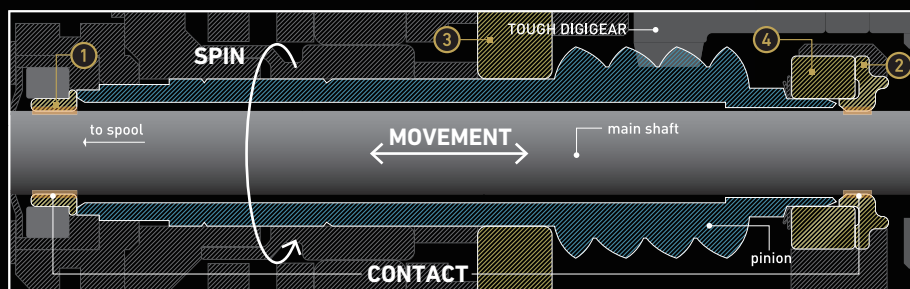 3
TOUGH DIGIGEAR
4
1
SPIN
2
to spool
MOVEMENT
main shaft
CONTACT
pinion